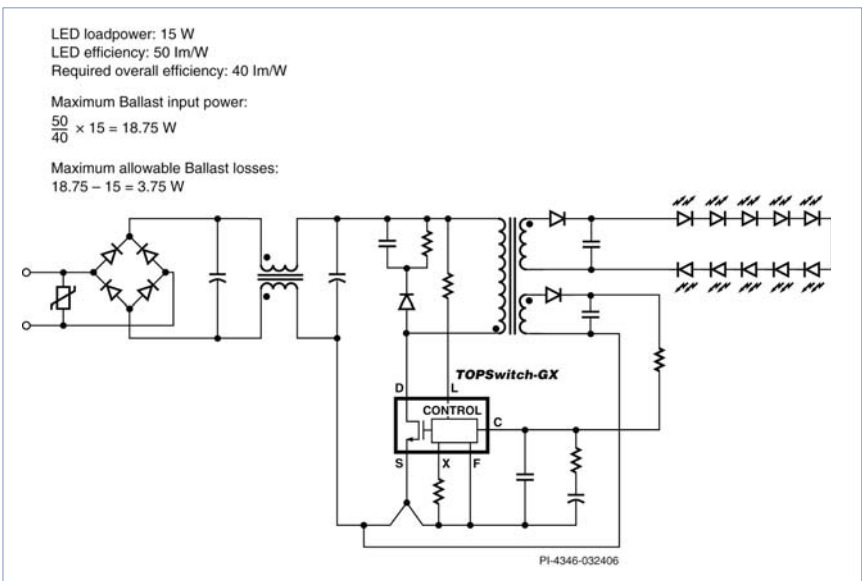 LED loadpower: 15 W
LED efficiency: 50 lm/W
Required overall efficiency: 40 lm/W
Maximum Ballast input power:
50
40 × 15 = 18.75 W
Maximum allowable Ballast losses:
18.75 – 15 = 3.75 W
TOPSwitch-GX
D L
CONTROL
C
S X F
PI-4346-032406